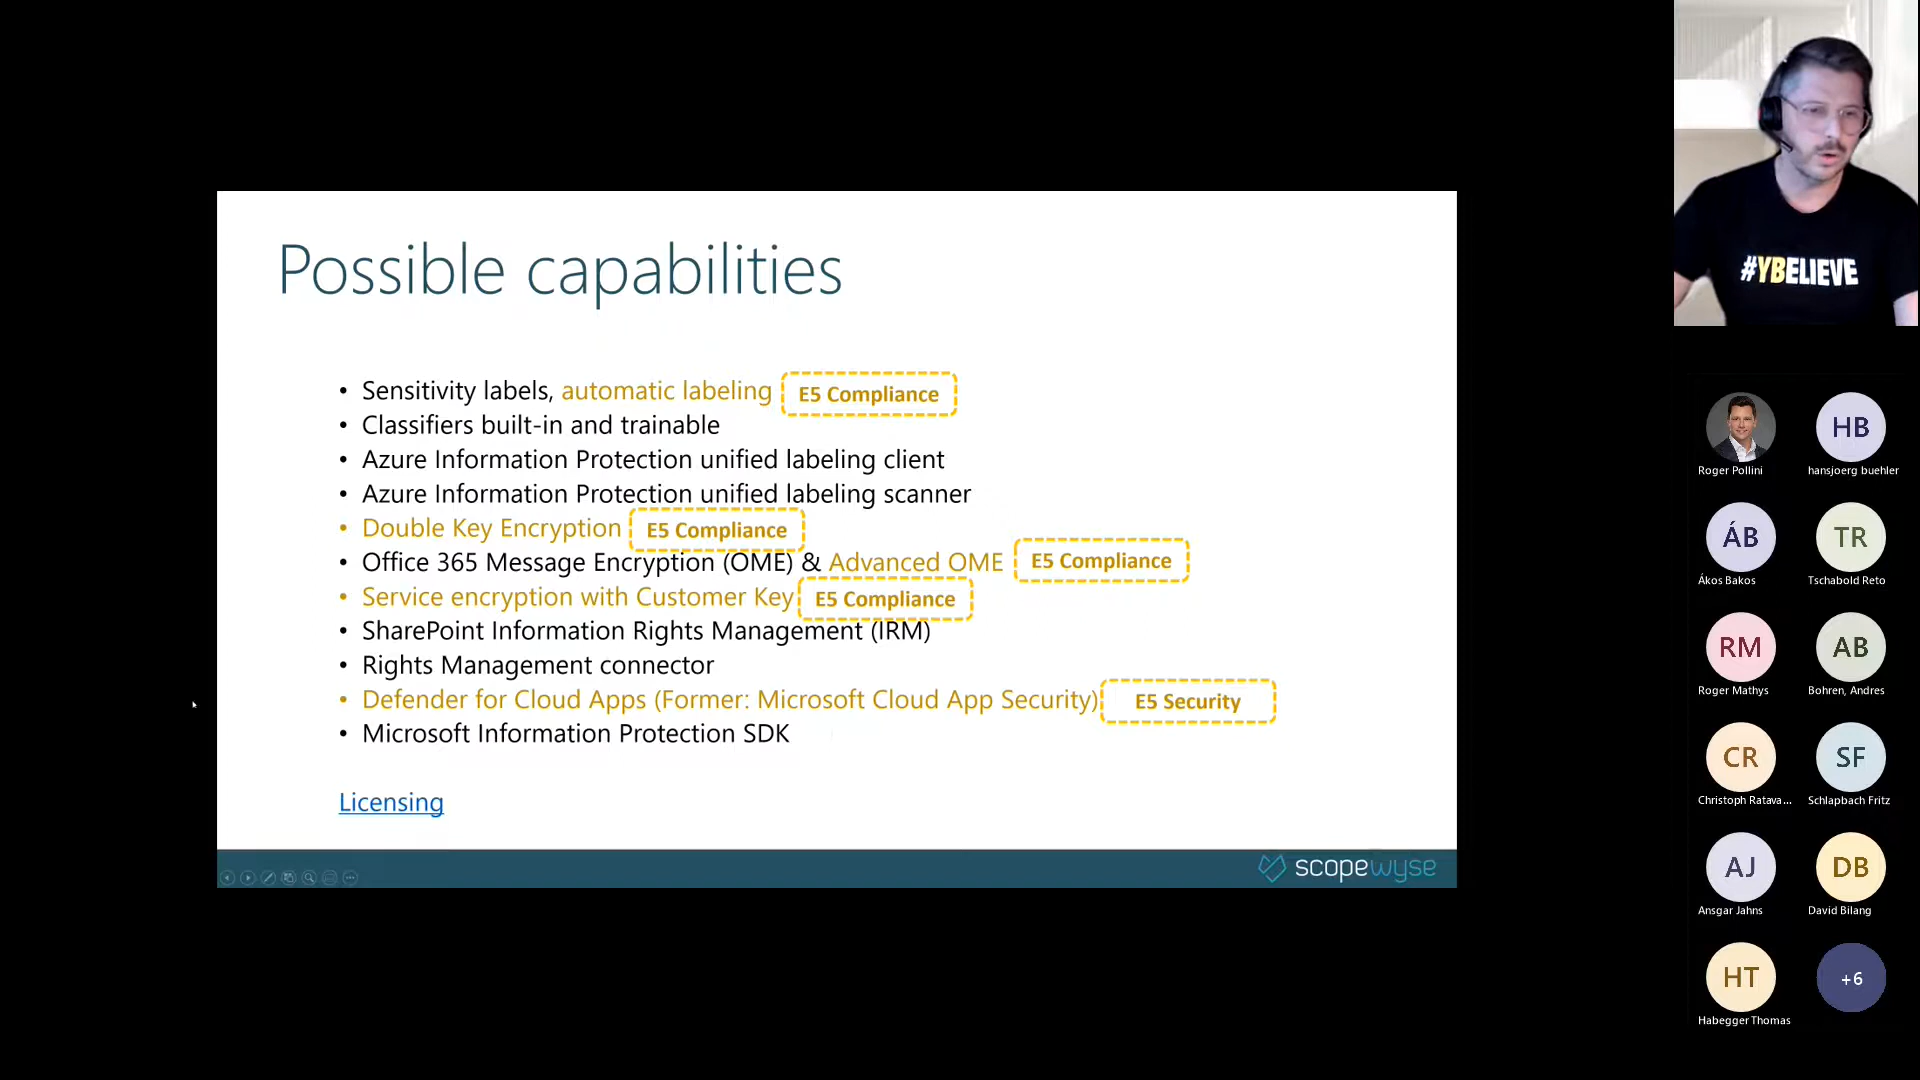 Possible capabilities
• Sensitivity labels, automatic labeling E5 Compliance
• Classifiers built-in and trainable
• Azure Information Protection unified labeling client
• Azure Information Protection unified labeling scanner
• Double Key Encryption E5 Compliance
• Office 365 Message Encryption (OME) & Advanced OME E5 Compliance
• Service encryption with Customer Key E5 Compliance
• SharePoint Information Rights Management (IRM)
• Rights Management connector
• Defender for Cloud Apps (Former: Microsoft Cloud App Security) E5 Security
• Microsoft Information Protection SDK
Licensing
scopewyse
#YBELIEVE
HB
Roger Pollini
hansjoerg buehler
ÁB
TR
Ákos Bakos
Tschabold Reto
RM
AB
Roger Mathys
Bohren, Andres
CR
SF
Christoph Ratava...
Schlapbach Fritz
AJ
DB
Ansgar Jahns
David Bilang
HT
+6
Habegger Thomas